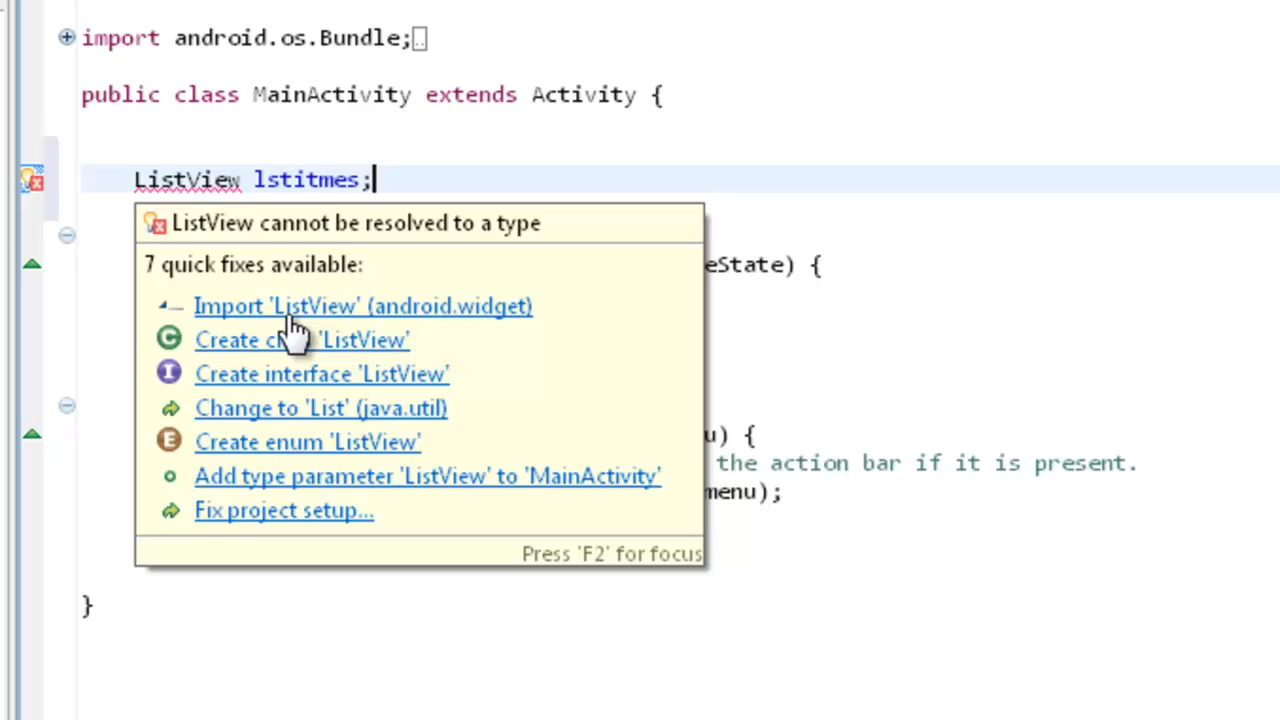 import android.os.Bundle;
public class MainActivity extends Activity {
ListView lstitmes;
ListView cannot be resolved to a type
7 quick fixes available:
eState) {
Import 'ListView' (android.widget)
Create 'ListView'
Create interface 'ListView'
Change to 'List' (java.util)
u) {
Create enum 'ListView'
the action bar if it is present.
Add type parameter 'ListView' to 'MainActivity'
menu);
Fix project setup...
Press 'F2' for focus
}